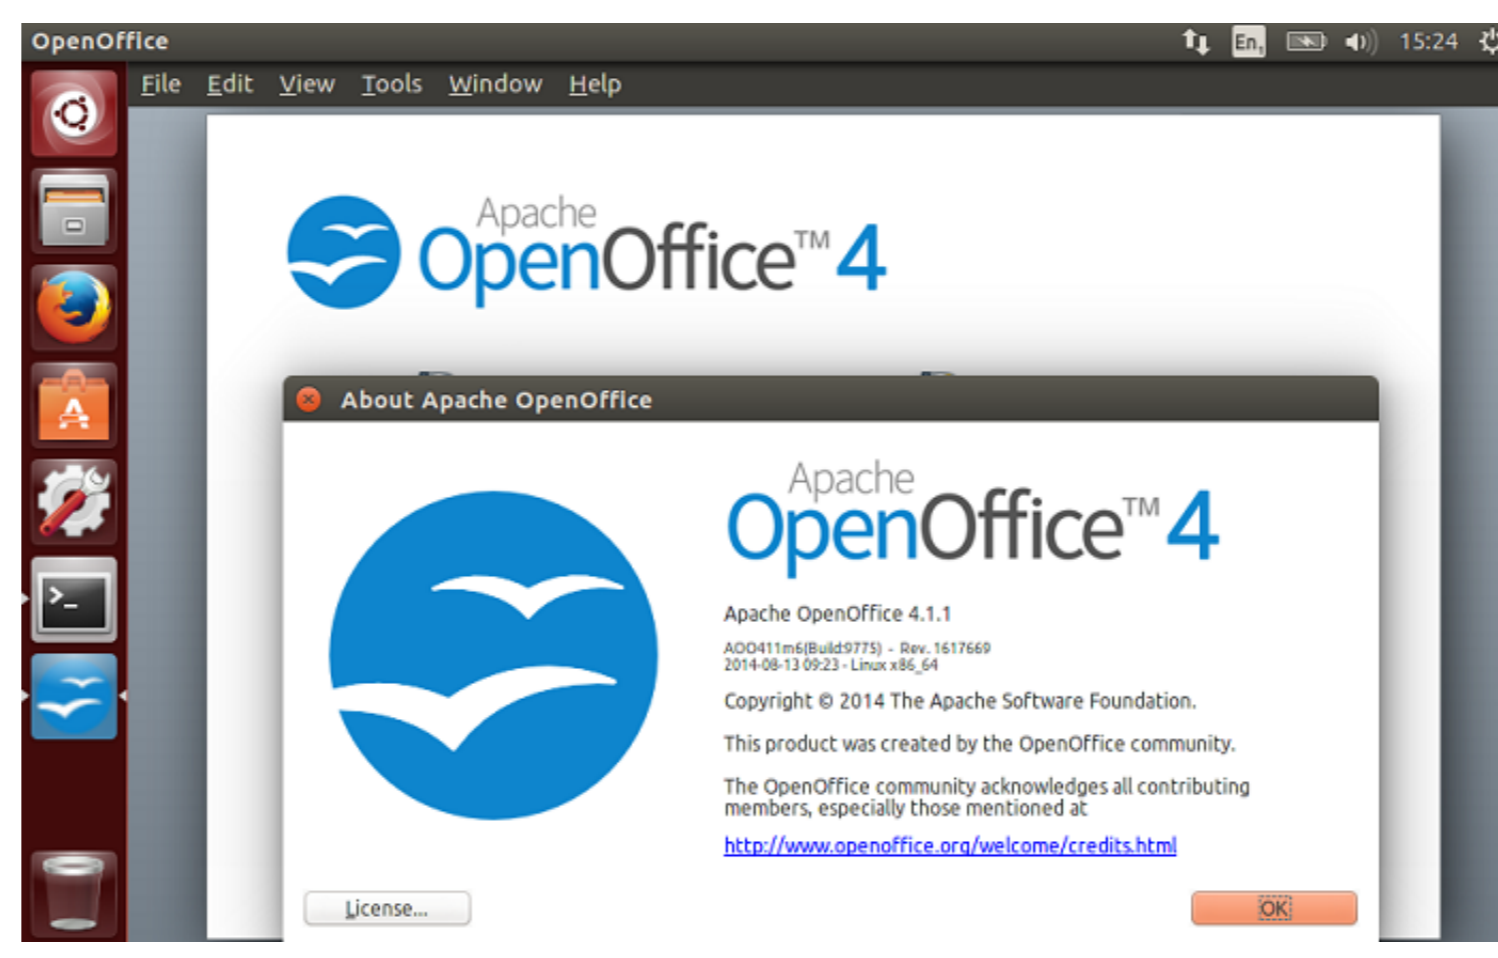 OpenOffice
En1
15:24
File Edit View Tools Window Help
Apache
OpenOffice™ 4
About Apache OpenOffice
Apache
OpenOffice™ 4
Apache OpenOffice 4.1.1
AOO411m6(Build:9775) - Rev. 1617669
2014-08-13 09:23 - Linux x86_64
Copyright © 2014 The Apache Software Foundation.
This product was created by the OpenOffice community.
The OpenOffice community acknowledges all contributing
members, especially those mentioned at
http://www.openoffice.org/welcome/credits.html
License...
OK